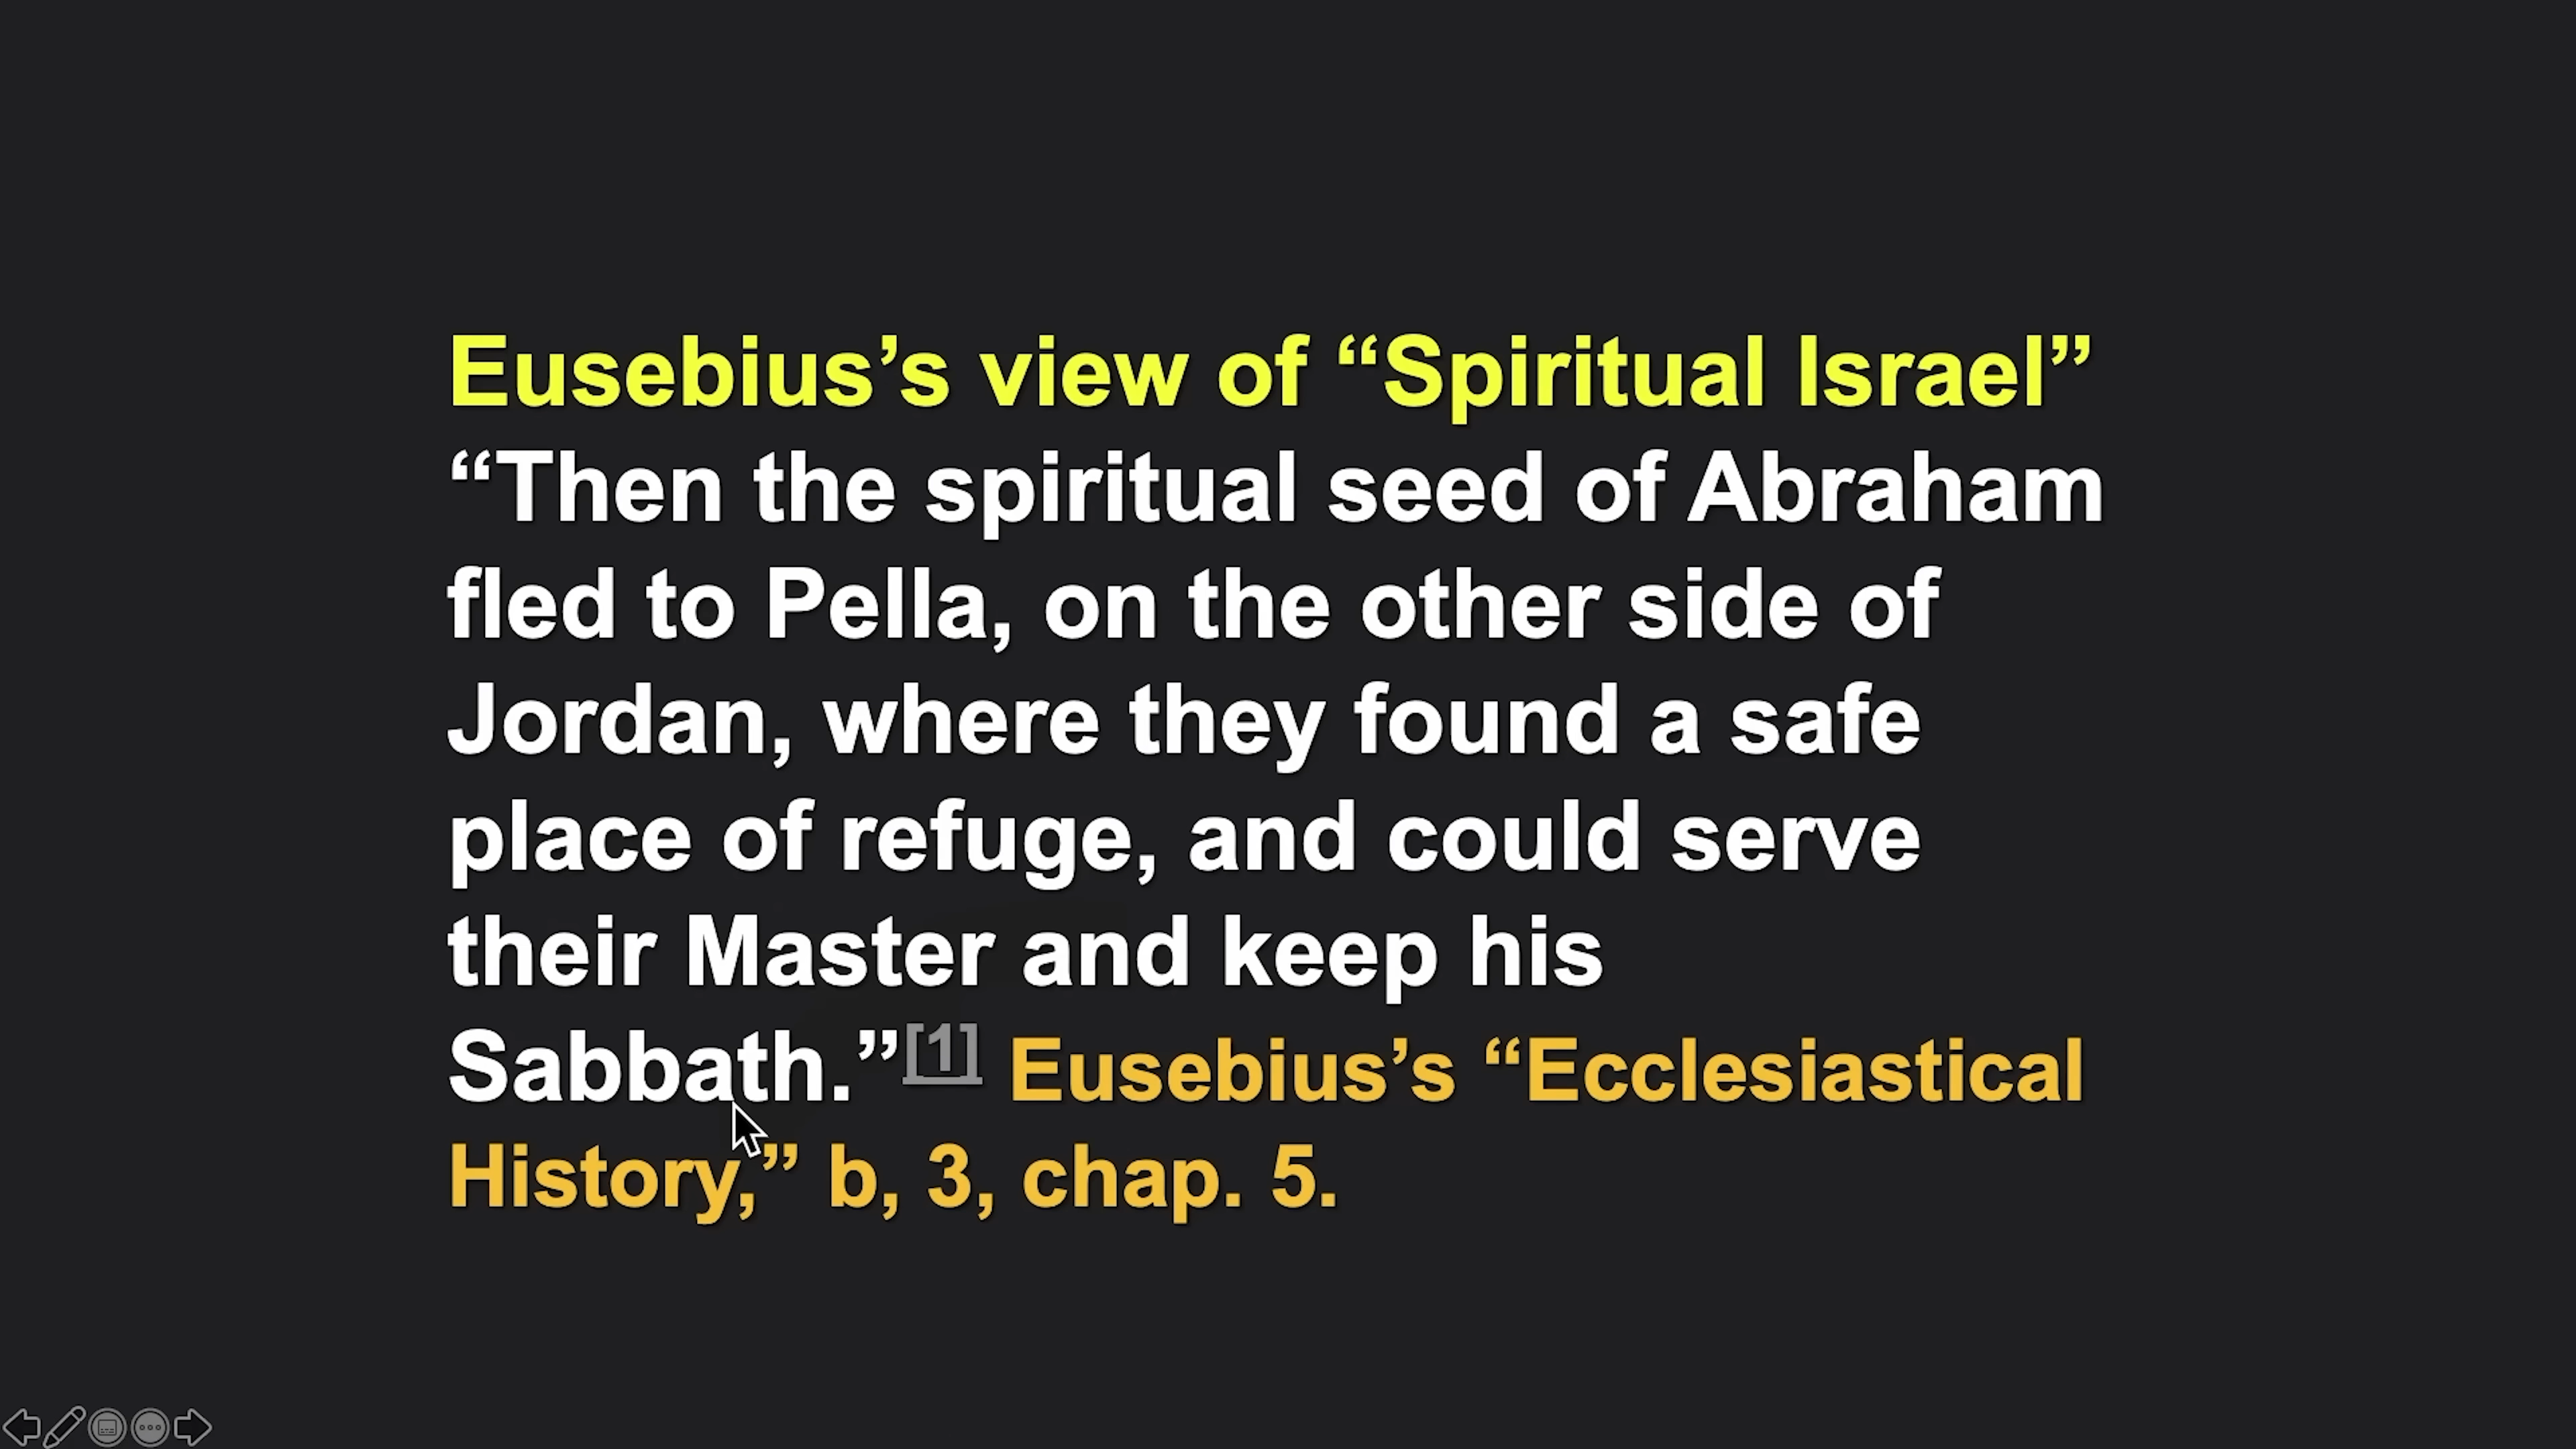 Eusebius’s view of “Spiritual Israel”
“Then the spiritual seed of Abraham
fled to Pella, on the other side of
Jordan, where they found a safe
place of refuge, and could serve
their Master and keep his
Sabbath.”[1] Eusebius’s “Ecclesiastical
History,” b, 3, chap. 5.